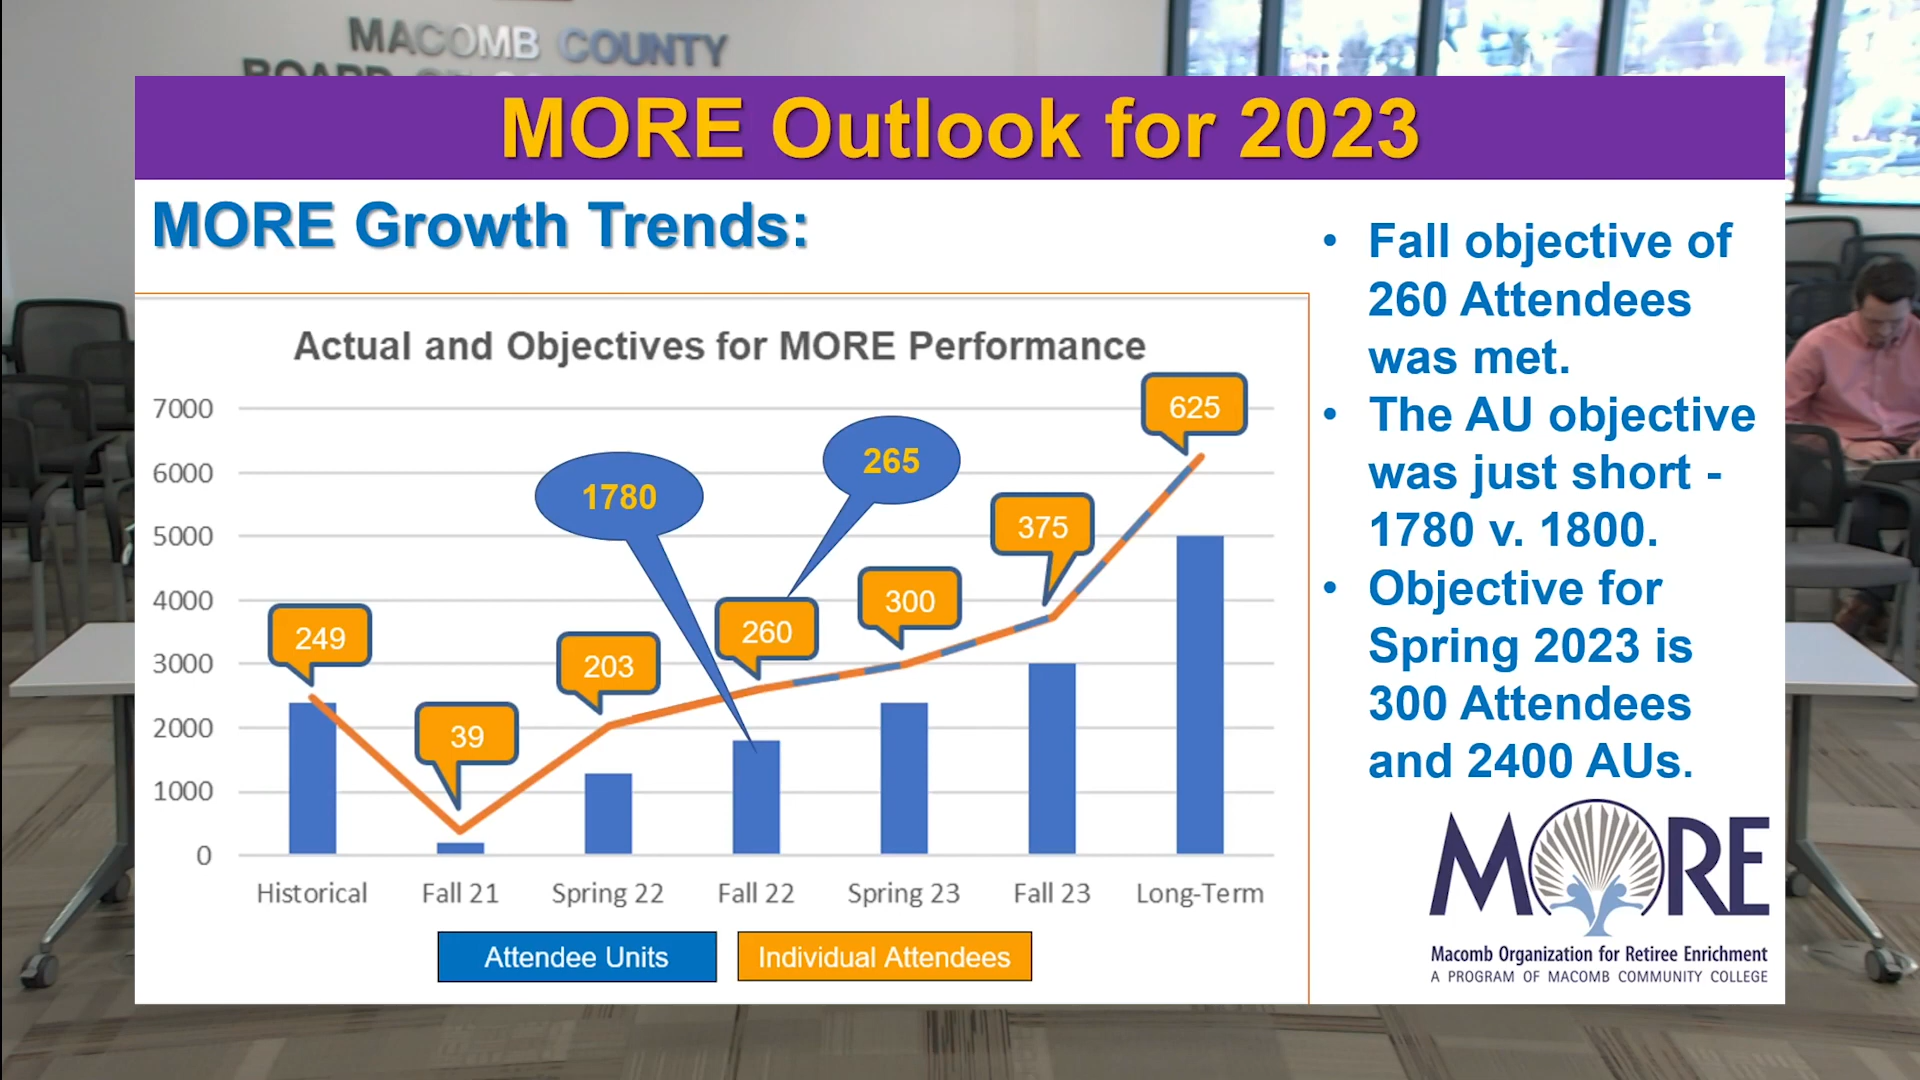 MACOMB COUNTY
BOARD
MORE Outlook for 2023
MORE Growth Trends:
Actual and Objectives for MORE Performance
7000
6000
5000
4000
3000
2000
1000
0
249
39
203
1780
260
265
300
375
625
Historical
Fall 21
Spring 22
Fall 22
Spring 23
Fall 23
Long-Term
Attendee Units
Individual Attendees
• Fall objective of
260 Attendees
was met.
• The AU objective
was just short -
1780 v. 1800.
• Objective for
Spring 2023 is
300 Attendees
and 2400 AUs.
MORE
Macomb Organization for Retiree Enrichment
A PROGRAM OF MACOMB COMMUNITY COLLEGE